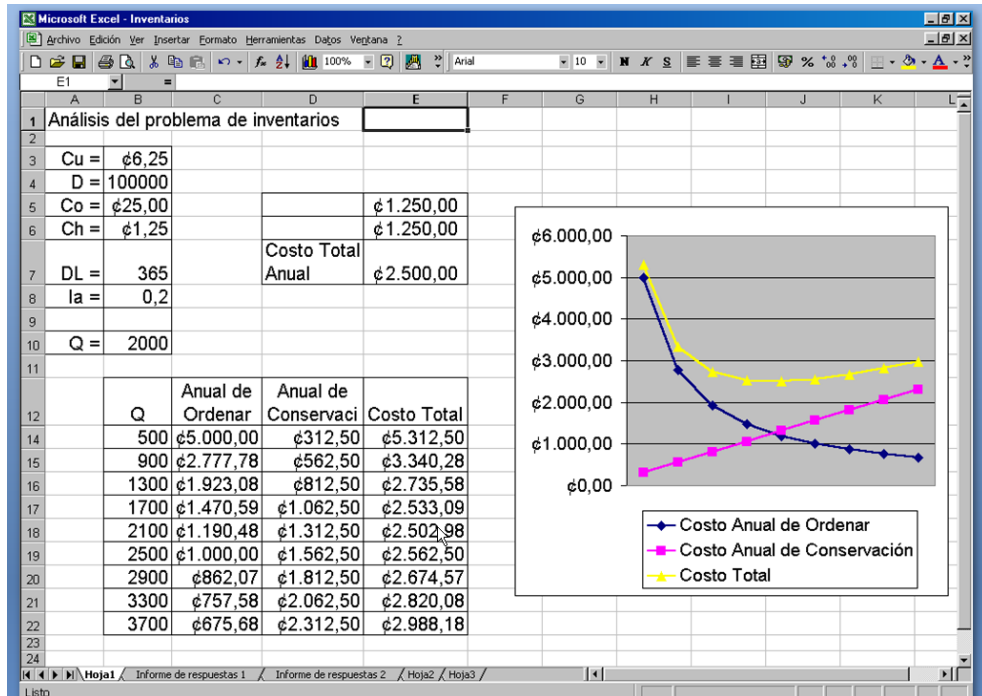 Microsoft Excel - Inventarios
Archivo Edición Ver Insertar Formato Herramientas Datos Ventana ?
100% Arial 10 N K S
E1 =
A B C D E F G H I J K L
1 Análisis del problema de inventarios
2
3 Cu = ¢6,25
4 D = 100000
5 Co = ¢25,00 ¢1.250,00
6 Ch = ¢1,25 ¢1.250,00
Costo Total
7 DL = 365 Anual ¢2.500,00
8 Ia = 0,2
9
10 Q = 2000
11
Anual de Anual de
12 Q Ordenar Conservaci Costo Total
14 500 ¢5.000,00 ¢312,50 ¢5.312,50
15 900 ¢2.777,78 ¢562,50 ¢3.340,28
16 1300 ¢1.923,08 ¢812,50 ¢2.735,58
17 1700 ¢1.470,59 ¢1.062,50 ¢2.533,09
18 2100 ¢1.190,48 ¢1.312,50 ¢2.502,98
19 2500 ¢1.000,00 ¢1.562,50 ¢2.562,50
20 2900 ¢862,07 ¢1.812,50 ¢2.674,57
21 3300 ¢757,58 ¢2.062,50 ¢2.820,08
22 3700 ¢675,68 ¢2.312,50 ¢2.988,18
23
24
¢6.000,00
¢5.000,00
¢4.000,00
¢3.000,00
¢2.000,00
¢1.000,00
¢0,00
Costo Anual de Ordenar
Costo Anual de Conservación
Costo Total
Hoja1 Informe de respuestas 1 Informe de respuestas 2 Hoja2 Hoja3
Listo